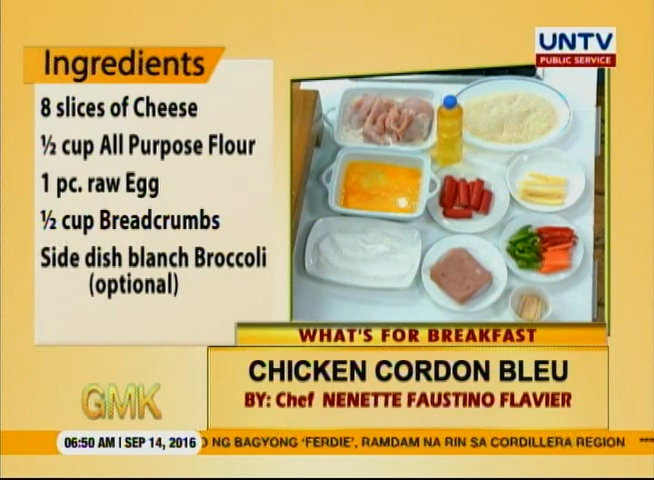 UNTV
PUBLIC SERVICE
Ingredients
8 slices of Cheese
½ cup All Purpose Flour
1 pc. raw Egg
½ cup Breadcrumbs
Side dish blanch Broccoli
(optional)
WHAT'S FOR BREAKFAST
CHICKEN CORDON BLEU
BY: Chef NENETTE FAUSTINO FLAVIER
GMK
06:50 AM | SEP 14, 2016
NG BAGYONG 'FERDIE', RAMDAM NA RIN SA CORDILLERA REGION ***